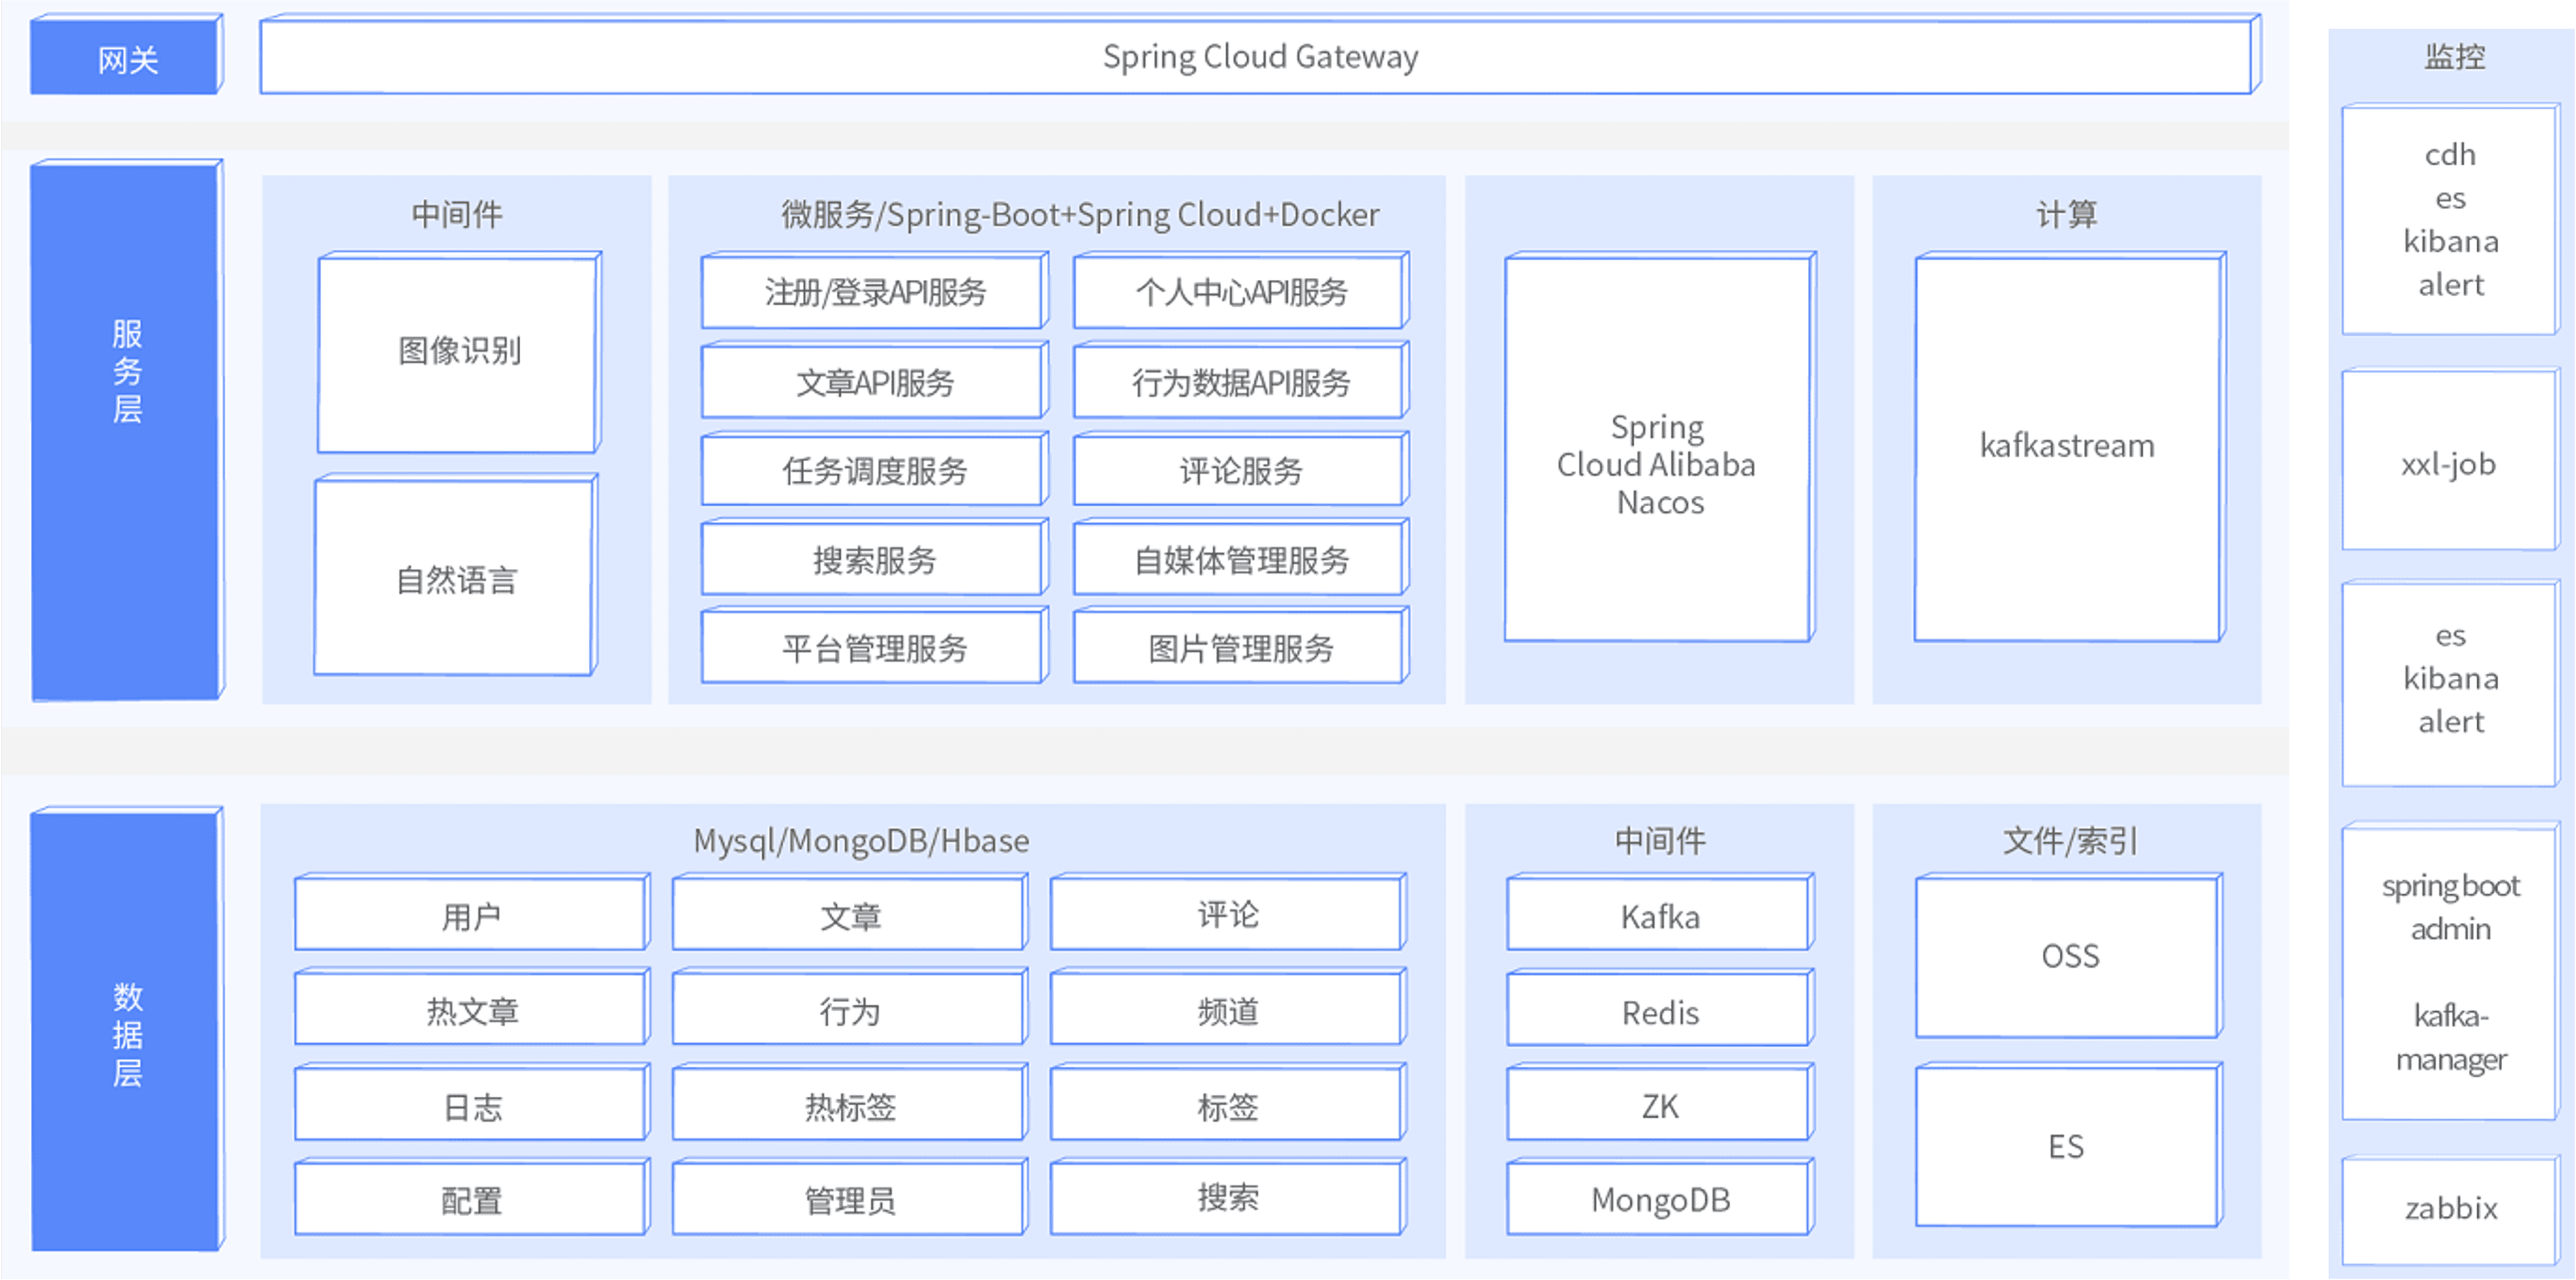 网关
Spring Cloud Gateway
服
务
层
中间件
图像识别
自然语言
微服务/Spring-Boot+Spring Cloud+Docker
注册/登录API服务
个人中心API服务
文章API服务
行为数据API服务
任务调度服务
评论服务
搜索服务
自媒体管理服务
平台管理服务
图片管理服务
Spring
Cloud Alibaba
Nacos
计算
kafkastream
数
据
层
Mysql/MongoDB/Hbase
用户
文章
评论
热文章
行为
频道
日志
热标签
标签
配置
管理员
搜索
中间件
Kafka
Redis
ZK
MongoDB
文件/索引
OSS
ES
监控
cdh
es
kibana
alert
xxl-job
es
kibana
alert
spring boot
admin
kafka-
manager
zabbix